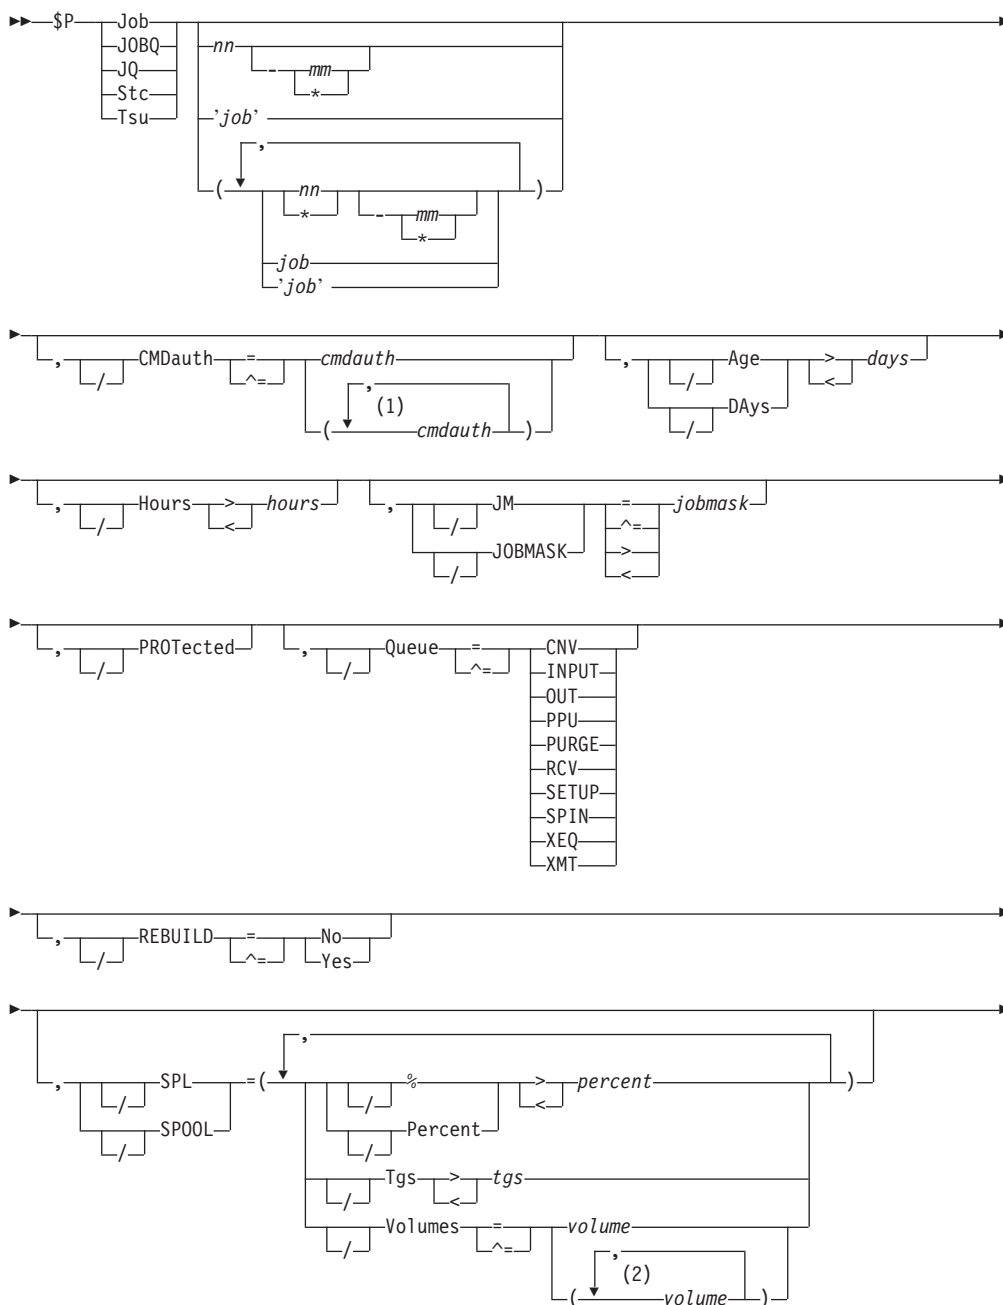 $P Job
JOBQ nn
JQ - mm
Stc *
Tsu 'job'
,
( nn )
* - mm
*
job
'job'
, / CMDauth = cmdauth , / Age > days
^= , < 
(1) / DAys
( cmdauth )
, / Hours > hours , / JM = jobmask
< ^=
/ JOBMASK >
<
, / PROTected , / Queue = CNV
^= INPUT
OUT
PPU
PURGE
RCV
SETUP
SPIN
XEQ
XMT
, / REBUILD = No
^= Yes
,
, / SPL =( / % > percent )
/ SPOOL / Percent <
/ Tgs > tgs
<
/ Volumes = volume
^= ,
(2)
( volume )